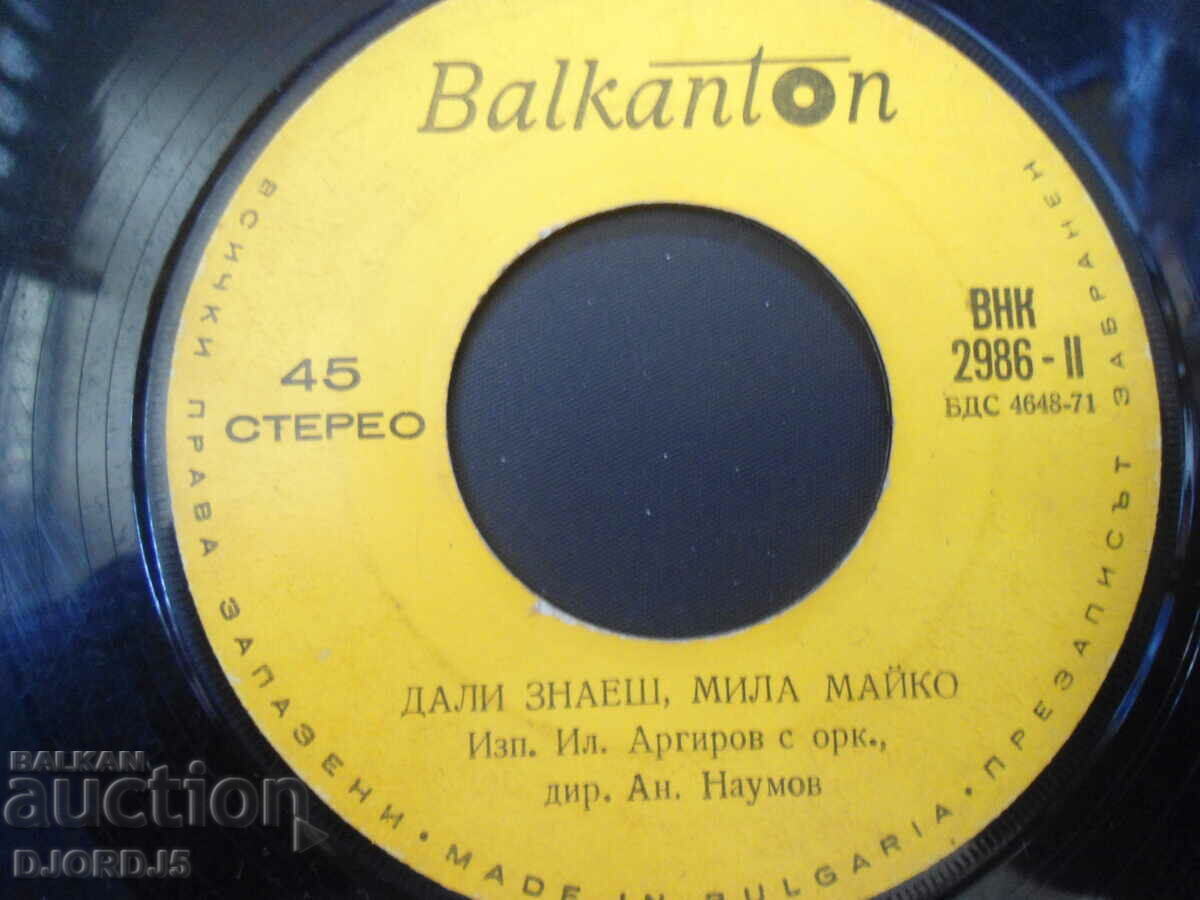 Balkanton
ВНК
2986-II
БДС 4648-71
45
СТЕРЕО
ДАЛИ ЗНАЕШ, МИЛА МАЙКО
Изп. Ил. Аргиров с орк.,
дир. Ан. Наумов
ВСИЧКИ ПРАВА ЗАПАЗЕНИ • MADE IN BULGARIA • ПРЕЗАПИСЪТ ЗАБРАНЕН
BALKAN
auction
DJORDJ5